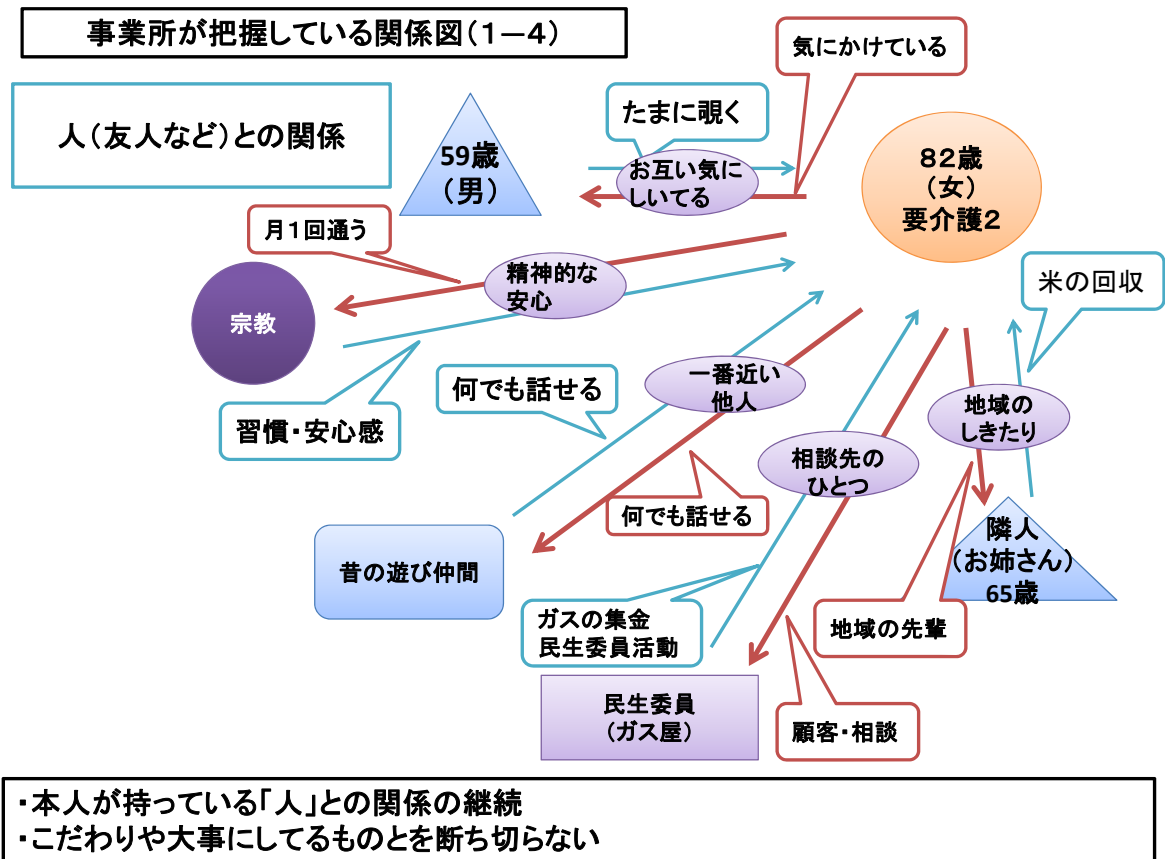 事業所が把握している関係図（１－４）
気にかけている
人（友人など）との関係
たまに覗く
59歳
（男）
お互い気に
しいてる
８２歳
（女）
要介護２
月１回通う
精神的な
安心
米の回収
宗教
習慣・安心感
何でも話せる
一番近い
他人
地域の
しきたり
相談先の
ひとつ
何でも話せる
隣人
（お姉さん）
65歳
昔の遊び仲間
ガスの集金
民生委員活動
地域の先輩
民生委員
（ガス屋）
顧客・相談
・本人が持っている「人」との関係の継続
・こだわりや大事にしてるものとを断ち切らない